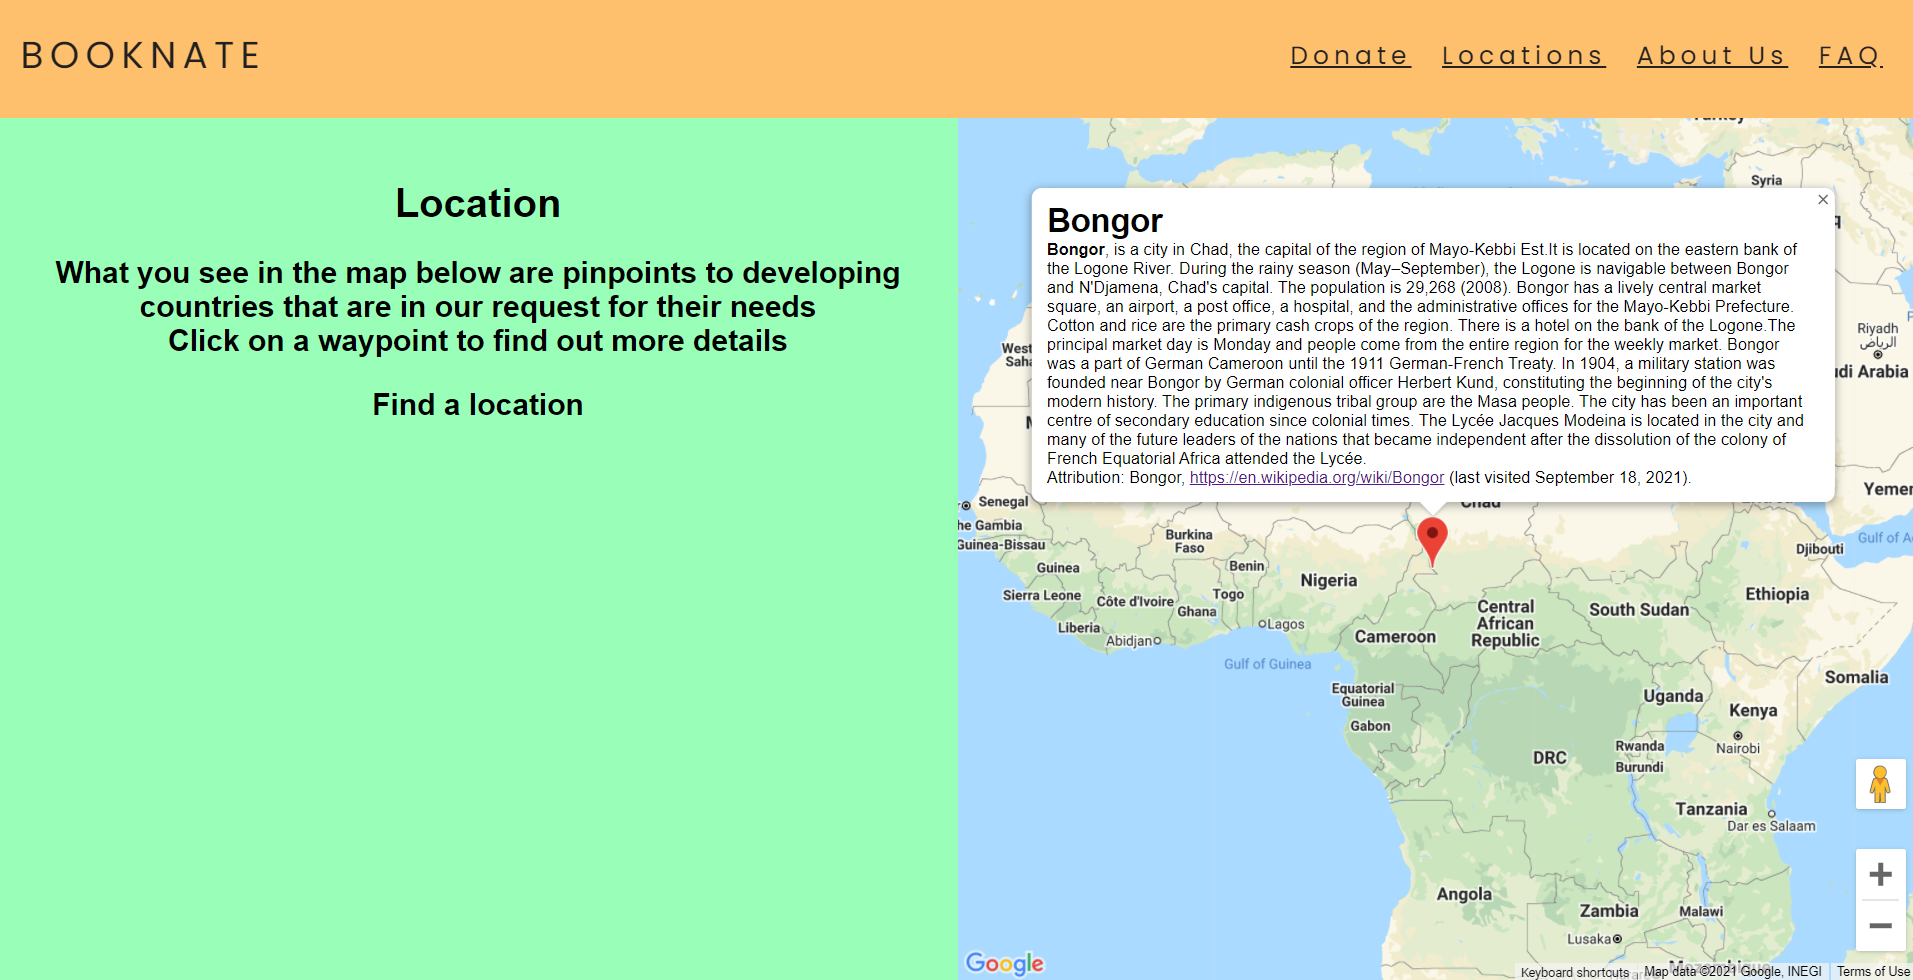 BOOKNATE
Donate
Locations
About Us
FAQ
Location
What you see in the map below are pinpoints to developing
countries that are in our request for their needs
Click on a waypoint to find out more details
Find a location
Turkey
Syria
Bongor
Bongor, is a city in Chad, the capital of the region of Mayo-Kebbi Est.It is located on the eastern bank of
the Logone River. During the rainy season (May–September), the Logone is navigable between Bongor
and N'Djamena, Chad's capital. The population is 29,268 (2008). Bongor has a lively central market
square, an airport, a post office, a hospital, and the administrative offices for the Mayo-Kebbi Prefecture.
Cotton and rice are the primary cash crops of the region. There is a hotel on the bank of the Logone.The
principal market day is Monday and people come from the entire region for the weekly market. Bongor
was a part of German Cameroon until the 1911 German-French Treaty. In 1904, a military station was
founded near Bongor by German colonial officer Herbert Kund, constituting the beginning of the city's
modern history. The primary indigenous tribal group are the Masa people. The city has been an important
centre of secondary education since colonial times. The Lycée Jacques Modeina is located in the city and
many of the future leaders of the nations that became independent after the dissolution of the colony of
French Equatorial Africa attended the Lycée.
Attribution: Bongor, https://en.wikipedia.org/wiki/Bongor (last visited September 18, 2021).
Riyadh
الرياض
udi Arabia
West
Saha
Yemen
Senegal
he Gambia
Guinea-Bissau
Chad
Burkina
Faso
Djibouti
Gulf of A
Guinea
Benin
Nigeria
Sierra Leone
Côte d'Ivoire
Togo
Ghana
Central
African
Republic
South Sudan
Ethiopia
Liberia
Abidjan
Lagos
Cameroon
Gulf of Guinea
Somalia
Equatorial
Guinea
Gabon
Uganda
Kenya
Nairobi
Rwanda
Burundi
DRC
Tanzania
Dar es Salaam
Angola
Zambia
Malawi
Lusaka
Google
Keyboard shortcuts
Map data ©2021 Google, INEGI
Terms of Use